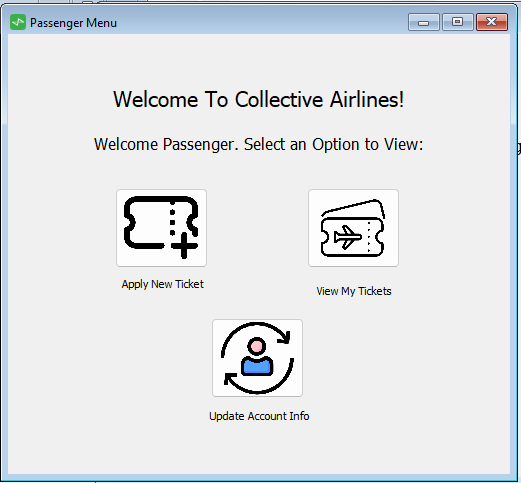 Passenger Menu
Welcome To Collective Airlines!
Welcome Passenger. Select an Option to View:
Apply New Ticket
View My Tickets
Update Account Info